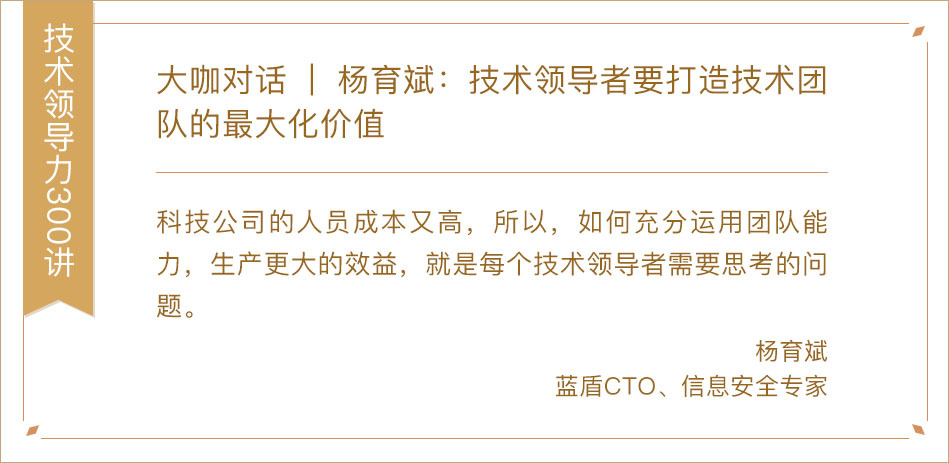 技术领导力300讲
大咖对话 | 杨育斌：技术领导者要打造技术团
队的最大化价值
科技公司的人员成本又高，所以，如何充分运用团队能
力，生产更大的效益，就是每个技术领导者需要思考的问
题。
杨育斌
蓝盾CTO、信息安全专家